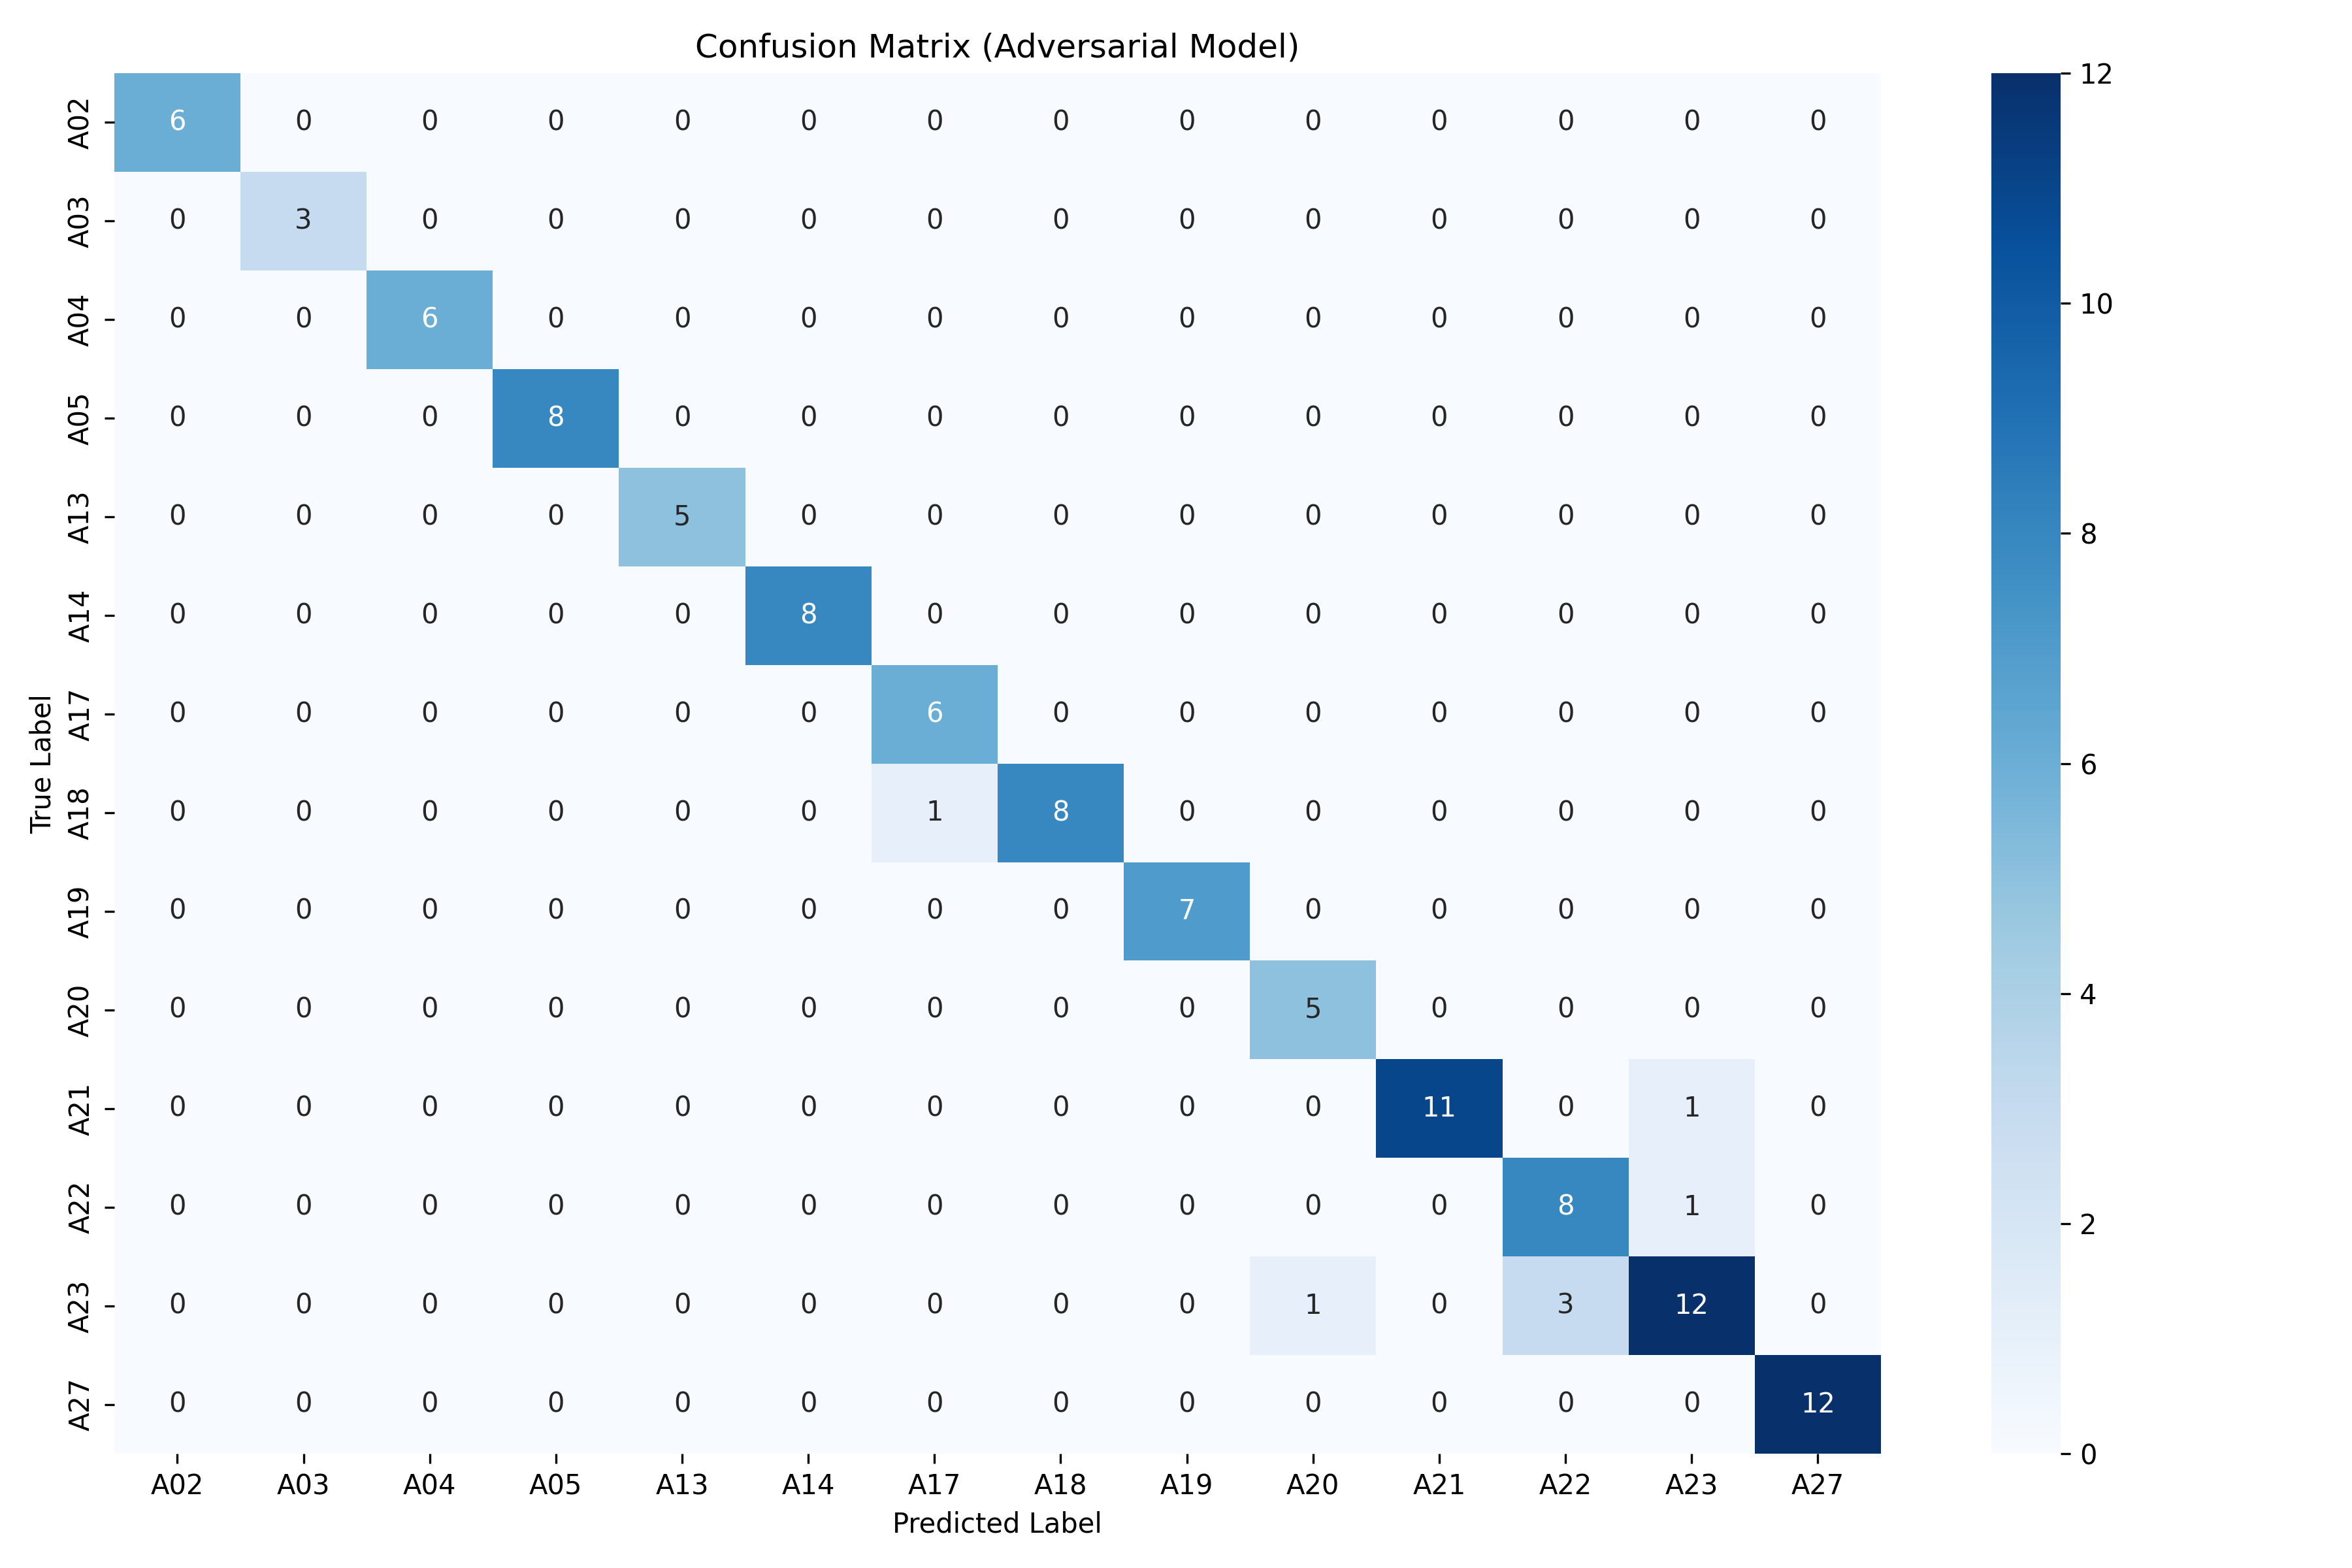 Confusion Matrix (Adversarial Model)
True Label
A02 6 0 0 0 0 0 0 0 0 0 0 0 0 0
A03 0 3 0 0 0 0 0 0 0 0 0 0 0 0
A04 0 0 6 0 0 0 0 0 0 0 0 0 0 0
A05 0 0 0 8 0 0 0 0 0 0 0 0 0 0
A13 0 0 0 0 5 0 0 0 0 0 0 0 0 0
A14 0 0 0 0 0 8 0 0 0 0 0 0 0 0
A17 0 0 0 0 0 0 6 0 0 0 0 0 0 0
A18 0 0 0 0 0 0 1 8 0 0 0 0 0 0
A19 0 0 0 0 0 0 0 0 7 0 0 0 0 0
A20 0 0 0 0 0 0 0 0 0 5 0 0 0 0
A21 0 0 0 0 0 0 0 0 0 0 11 0 1 0
A22 0 0 0 0 0 0 0 0 0 0 0 8 1 0
A23 0 0 0 0 0 0 0 0 0 1 0 3 12 0
A27 0 0 0 0 0 0 0 0 0 0 0 0 0 12
A02 A03 A04 A05 A13 A14 A17 A18 A19 A20 A21 A22 A23 A27
Predicted Label
12
10
8
6
4
2
0